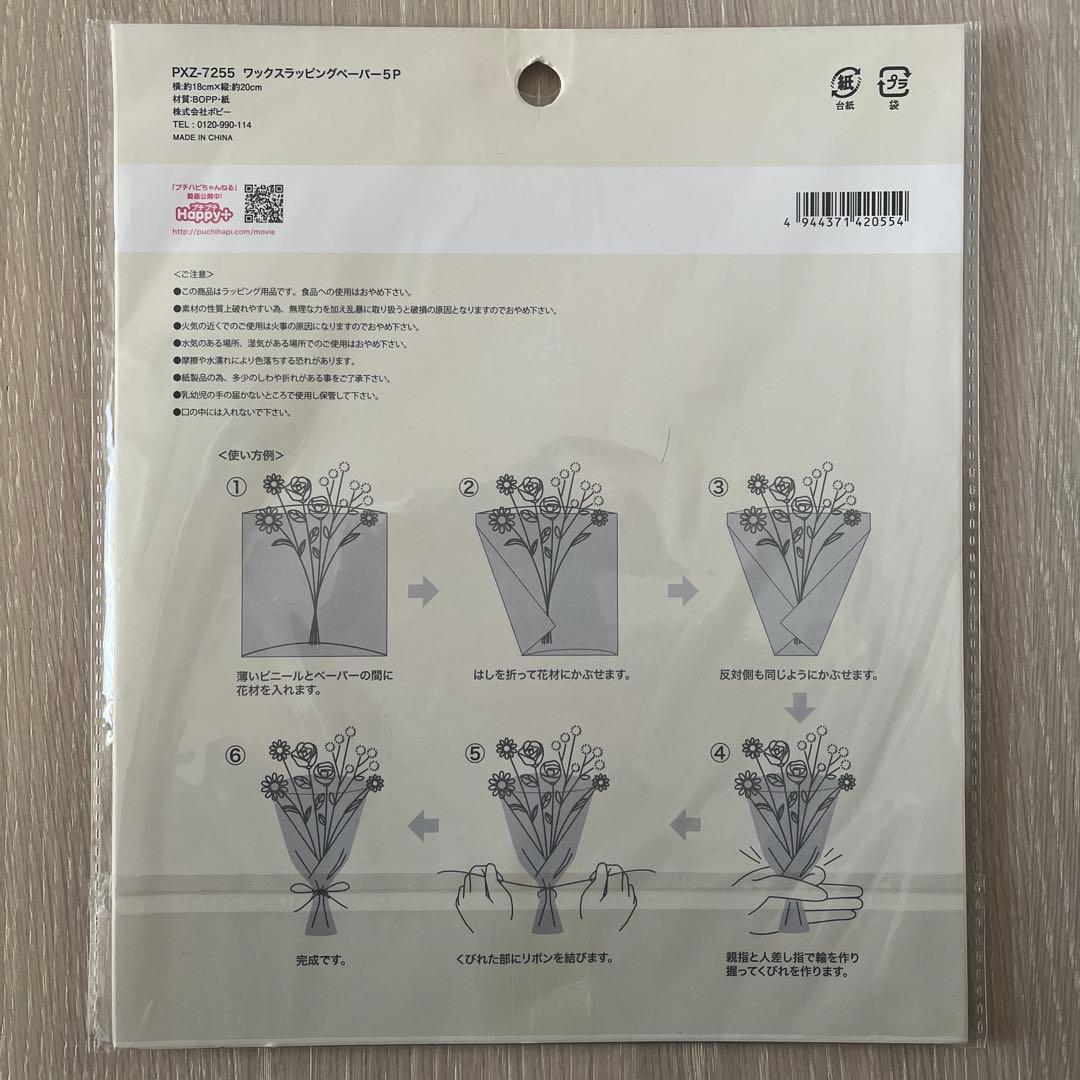 PXZ-7255 ワックスラッピングペーパー5P
横:約18cm×縦:約20cm
材質:BOPP・紙
株式会社ポピー
TEL : 0120-990-114
MADE IN CHINA
紙
台紙
プラ
袋
「プチハピちゃんねる」
動画公開中!
プチプチ
Happy+
http://puchihapi.com/movie
4 944371 420554
<ご注意>
●この商品はラッピング用品です。食品への使用はおやめ下さい。
●素材の性質上破れやすい為、無理な力を加え乱暴に取り扱うと破損の原因となりますのでおやめ下さい。
●火気の近くでのご使用は火事の原因になりますのでおやめ下さい。
●水気のある場所、湿気がある場所でのご使用はおやめ下さい。
●摩擦や水濡れにより色落ちする恐れがあります。
●紙製品の為、多少のしわや折れがある事をご了承下さい。
●乳幼児の手の届かないところで使用し保管して下さい。
●口の中には入れないで下さい。
<使い方例>
①
②
③
薄いビニールとペーパーの間に
花材を入れます。
はしを折って花材にかぶせます。
反対側も同じようにかぶせます。
④
親指と人差し指で輪を作り
握ってくびれを作ります。
⑤
くびれた部にリボンを結びます。
⑥
完成です。